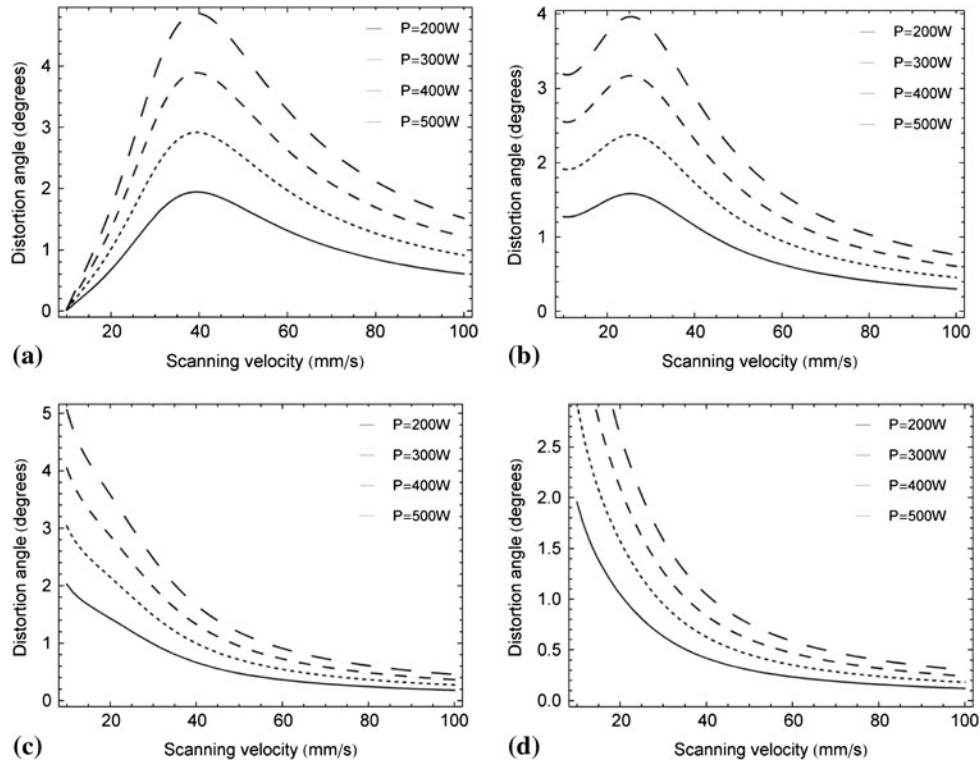 Distortion angle (degrees)
4
2
0
20
40
60
80
100
P=200W
P=300W
P=400W
P=500W
(a)
Scanning velocity (mm/s)
Distortion angle (degrees)
4
3
2
1
0
20
40
60
80
100
P=200W
P=300W
P=400W
P=500W
(b)
Scanning velocity (mm/s)
Distortion angle (degrees)
5
4
3
2
1
0
20
40
60
80
100
P=200W
P=300W
P=400W
P=500W
(c)
Scanning velocity (mm/s)
Distortion angle (degrees)
2.5
2.0
1.5
1.0
0.5
0.0
20
40
60
80
100
P=200W
P=300W
P=400W
P=500W
(d)
Scanning velocity (mm/s)